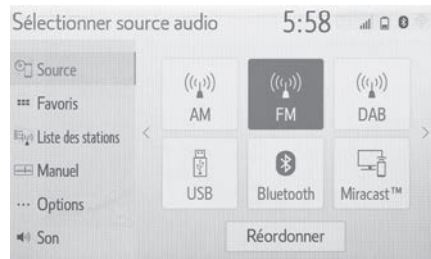 Sélectionner source audio 5:58
Source
Favoris
Liste des stations
Manuel
Options
Son
AM FM DAB
USB Bluetooth Miracast™
Réordonner